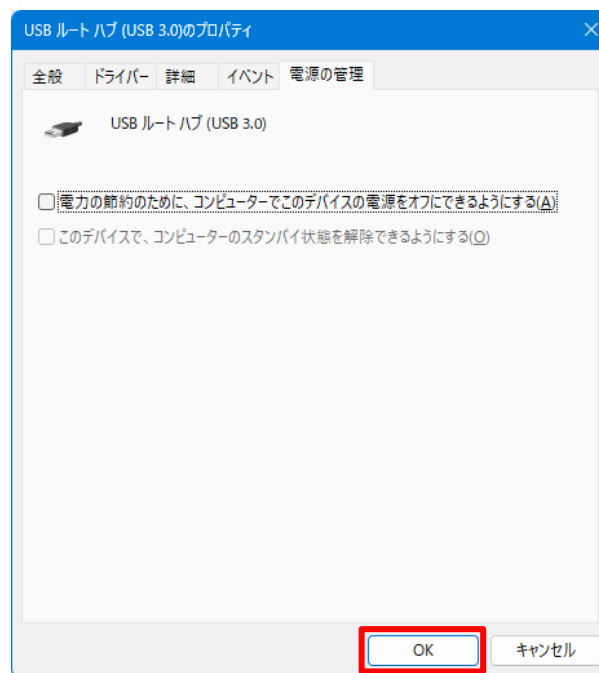 USB ルート ハブ (USB 3.0)のプロパティ
全般 ドライバー 詳細 イベント 電源の管理
USB ルート ハブ (USB 3.0)
電力の節約のために、コンピューターでこのデバイスの電源をオフにできるようにする(A)
このデバイスで、コンピューターのスタンバイ状態を解除できるようにする(O)
OK キャンセル